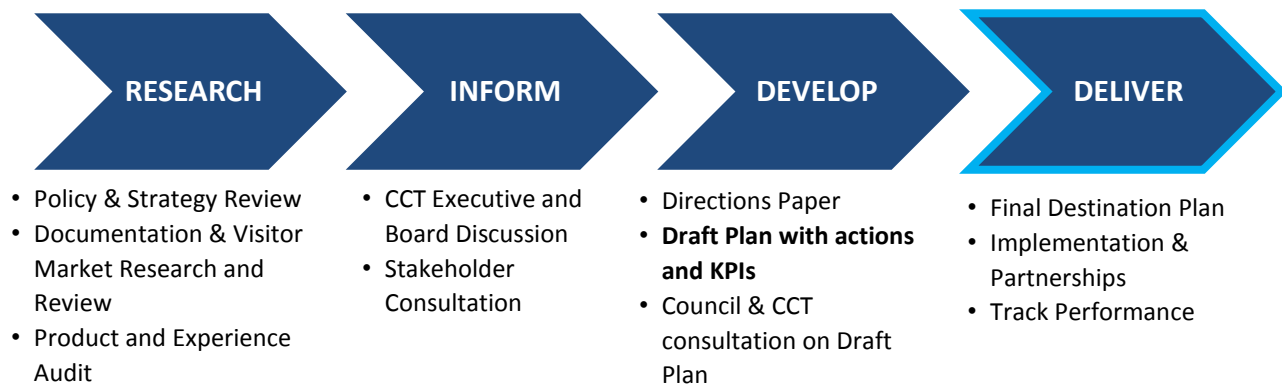 RESEARCH
• Policy & Strategy Review
• Documentation & Visitor
Market Research and
Review
• Product and Experience
Audit
INFORM
• CCT Executive and
Board Discussion
• Stakeholder
Consultation
DEVELOP
• Directions Paper
• Draft Plan with actions
and KPIs
• Council & CCT
consultation on Draft
Plan
DELIVER
• Final Destination Plan
• Implementation &
Partnerships
• Track Performance